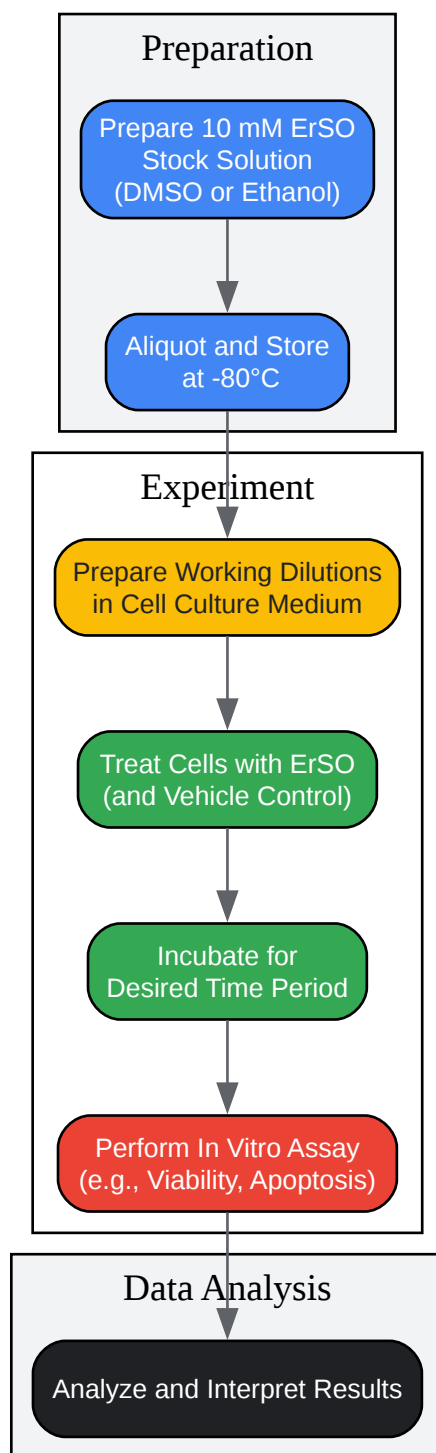 Preparation
Prepare 10 mM ErSO
Stock Solution
(DMSO or Ethanol)
Aliquot and Store
at -80°C
Experiment
Prepare Working Dilutions
in Cell Culture Medium
Treat Cells with ErSO
(and Vehicle Control)
Incubate for
Desired Time Period
Perform In Vitro Assay
(e.g., Viability, Apoptosis)
Data Analysis
Analyze and Interpret Results